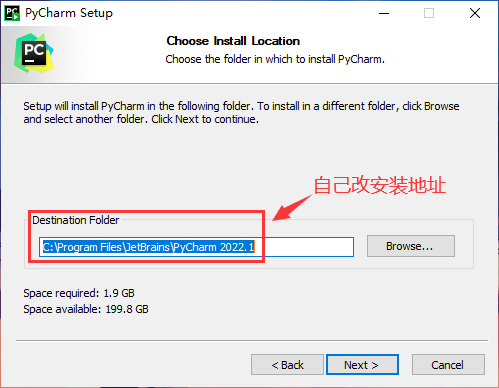 PyCharm Setup
PC
Choose Install Location
Choose the folder in which to install PyCharm.
Setup will install PyCharm in the following folder. To install in a different folder, click Browse
and select another folder. Click Next to continue.
自己改安装地址
Destination Folder
C:\Program Files\JetBrains\PyCharm 2022.1
Browse...
Space required: 1.9 GB
Space available: 199.8 GB
< Back
Next >
Cancel